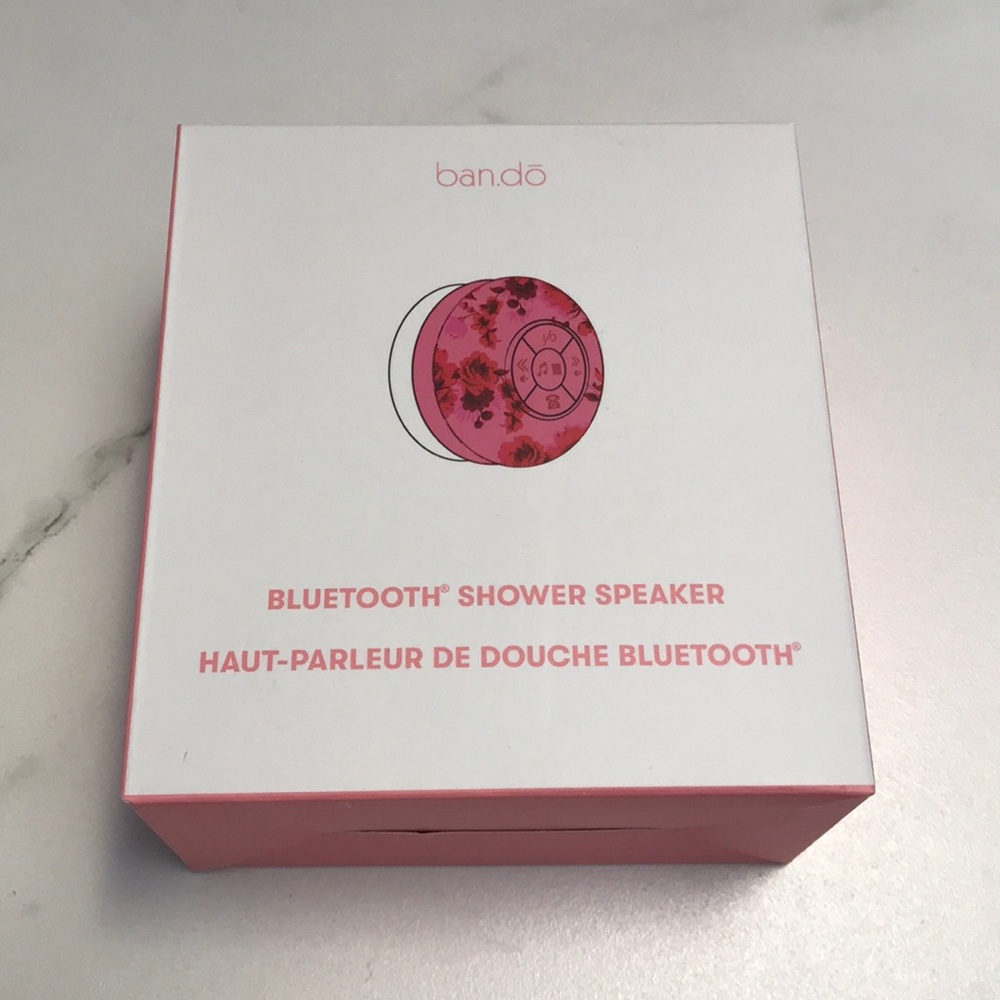 ban.dō
BLUETOOTH® SHOWER SPEAKER
HAUT-PARLEUR DE DOUCHE BLUETOOTH®